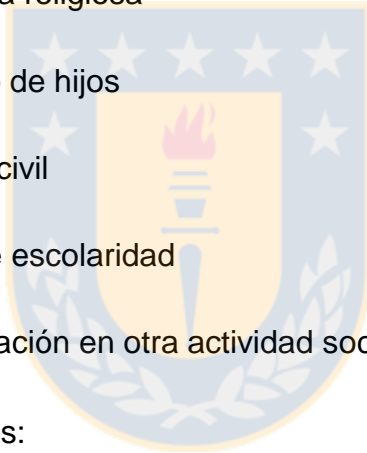 a religiosa
de hijos
civil
escolaridad
ación en otra actividad soc
s: